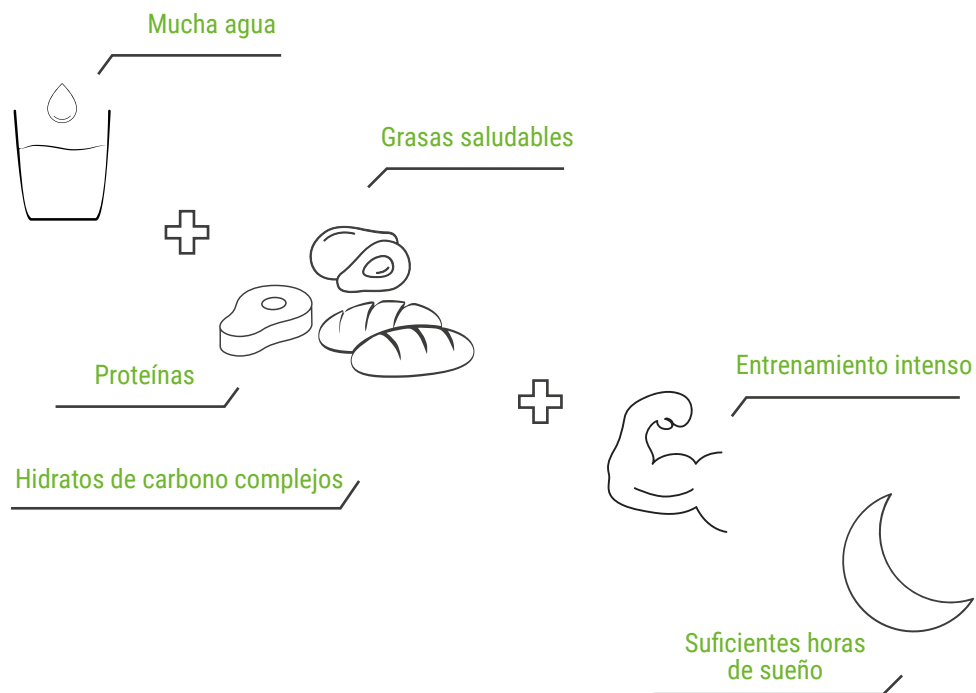 Mucha agua
Grasas saludables
Proteínas
Entrenamiento intenso
Hidratos de carbono complejos
Suficientes horas
de sueño